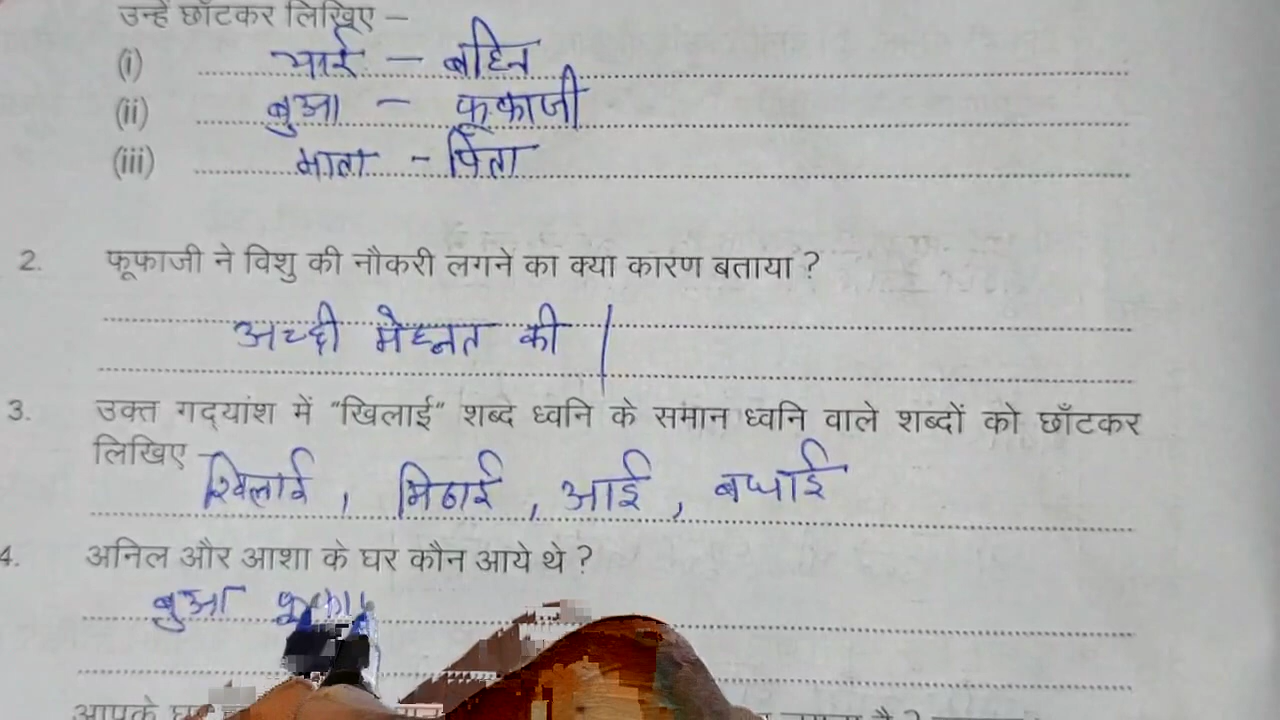 उन्हें छाँटकर लिखिए –
(i) भाई – बहिन
(ii) बुआ – फूफाजी
(iii) माता – पिता
2. फूफाजी ने विशु की नौकरी लगने का क्या कारण बताया ?
अच्छी मेहनत की |
3. उक्त गद्यांश में "खिलाई" शब्द ध्वनि के समान ध्वनि वाले शब्दों को छाँटकर
लिखिए –
खिलाई , मिठाई , आई , बधाई
4. अनिल और आशा के घर कौन आये थे ?
बुआ फूफा
आपके